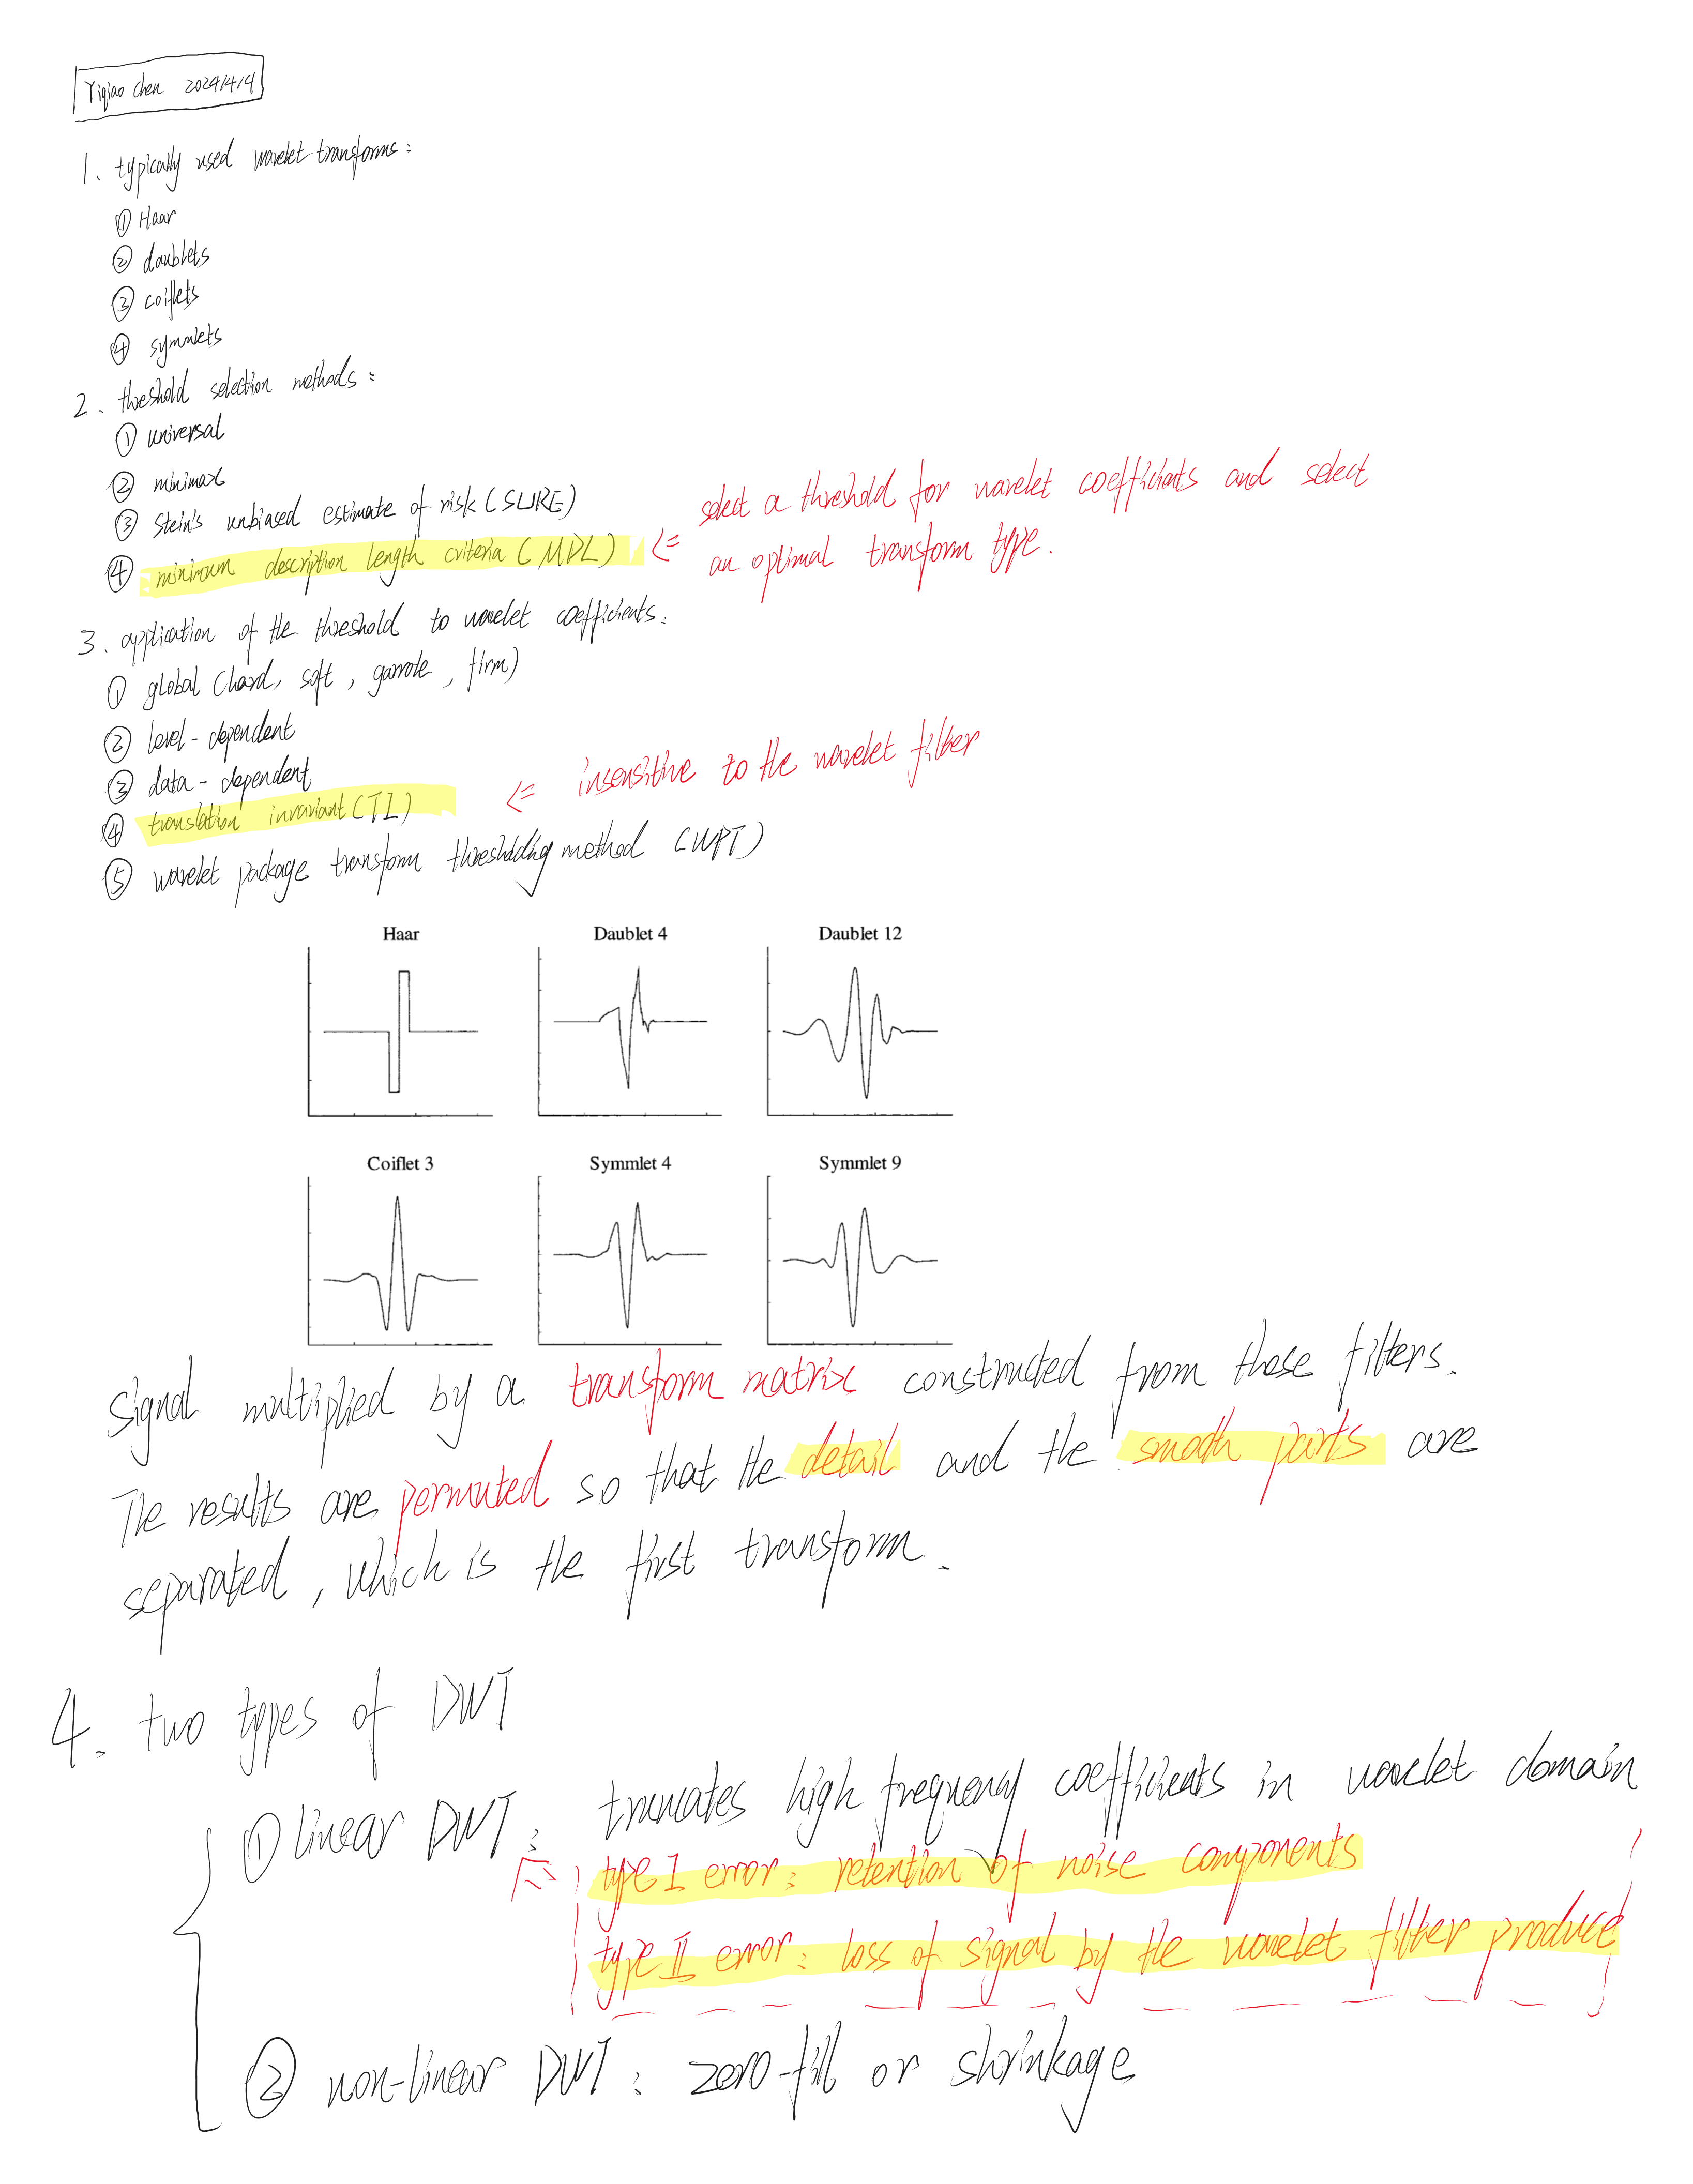 Yiqiao Chen 2024/4/4
1. typically used wavelet transforms:
① Haar
② daublets
③ coiflets
④ symmlets
2. threshold selection methods:
① universal
② minimax
③ Stein's unbiased estimate of risk (SURE)
④ minimum description length criteria (MDL) <= select a threshold for wavelet coefficients and select
an optimal transform type.
3. application of the threshold to wavelet coefficients.
① global (hard, soft, garrote, firm)
② level-dependent
③ data-dependent
④ translation invariant (TI) <= insensitive to the wavelet filter
⑤ wavelet package transform thresholding method (WPT)
Haar Daublet 4 Daublet 12
Coiflet 3 Symmlet 4 Symmlet 9
Signal multiplied by a transform matrix constructed from these filters.
The results are permuted so that the detail and the smooth parts are
separated, which is the first transform.
4. two types of DWT
① linear DWT: truncates high frequency coefficients in wavelet domain
type I error: retention of noise components
type II error: loss of signal by the wavelet filter produce
② non-linear DWT: zero-fill or shrinkage